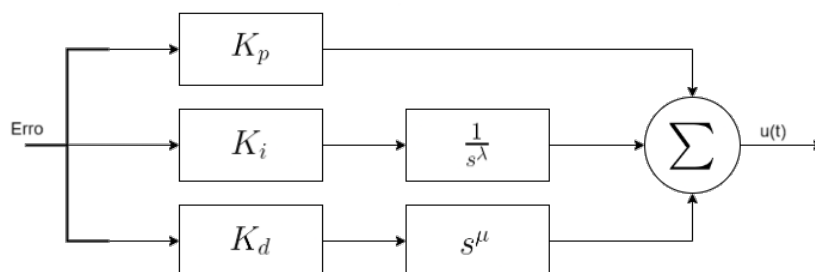 K_p
Erro
K_i
1/s^λ
∑
u(t)
K_d
s^μ